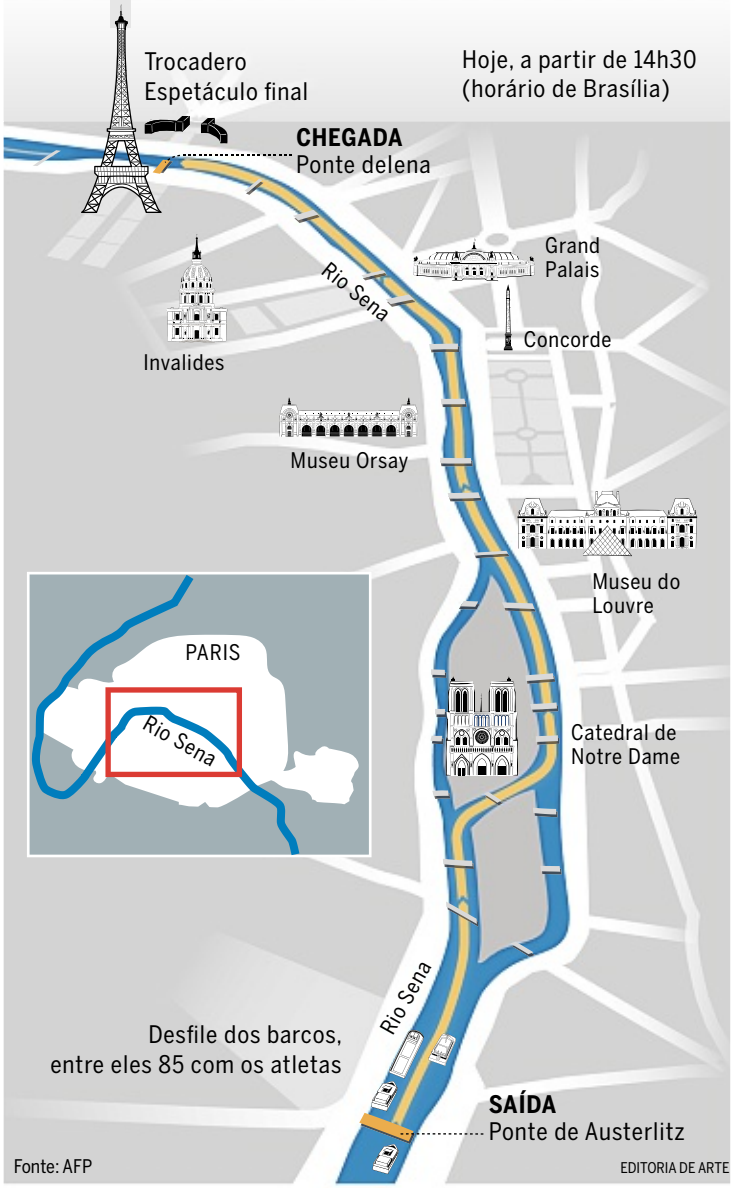 Trocadero
Espetáculo final
Hoje, a partir de 14h30
(horário de Brasília)
CHEGADA
Ponte delena
Grand
Palais
Rio Sena
Concorde
Invalides
Museu Orsay
Museu do
Louvre
PARIS
Rio Sena
Catedral de
Notre Dame
Rio Sena
Desfile dos barcos,
entre eles 85 com os atletas
SAÍDA
Ponte de Austerlitz
Fonte: AFP
EDITORIA DE ARTE